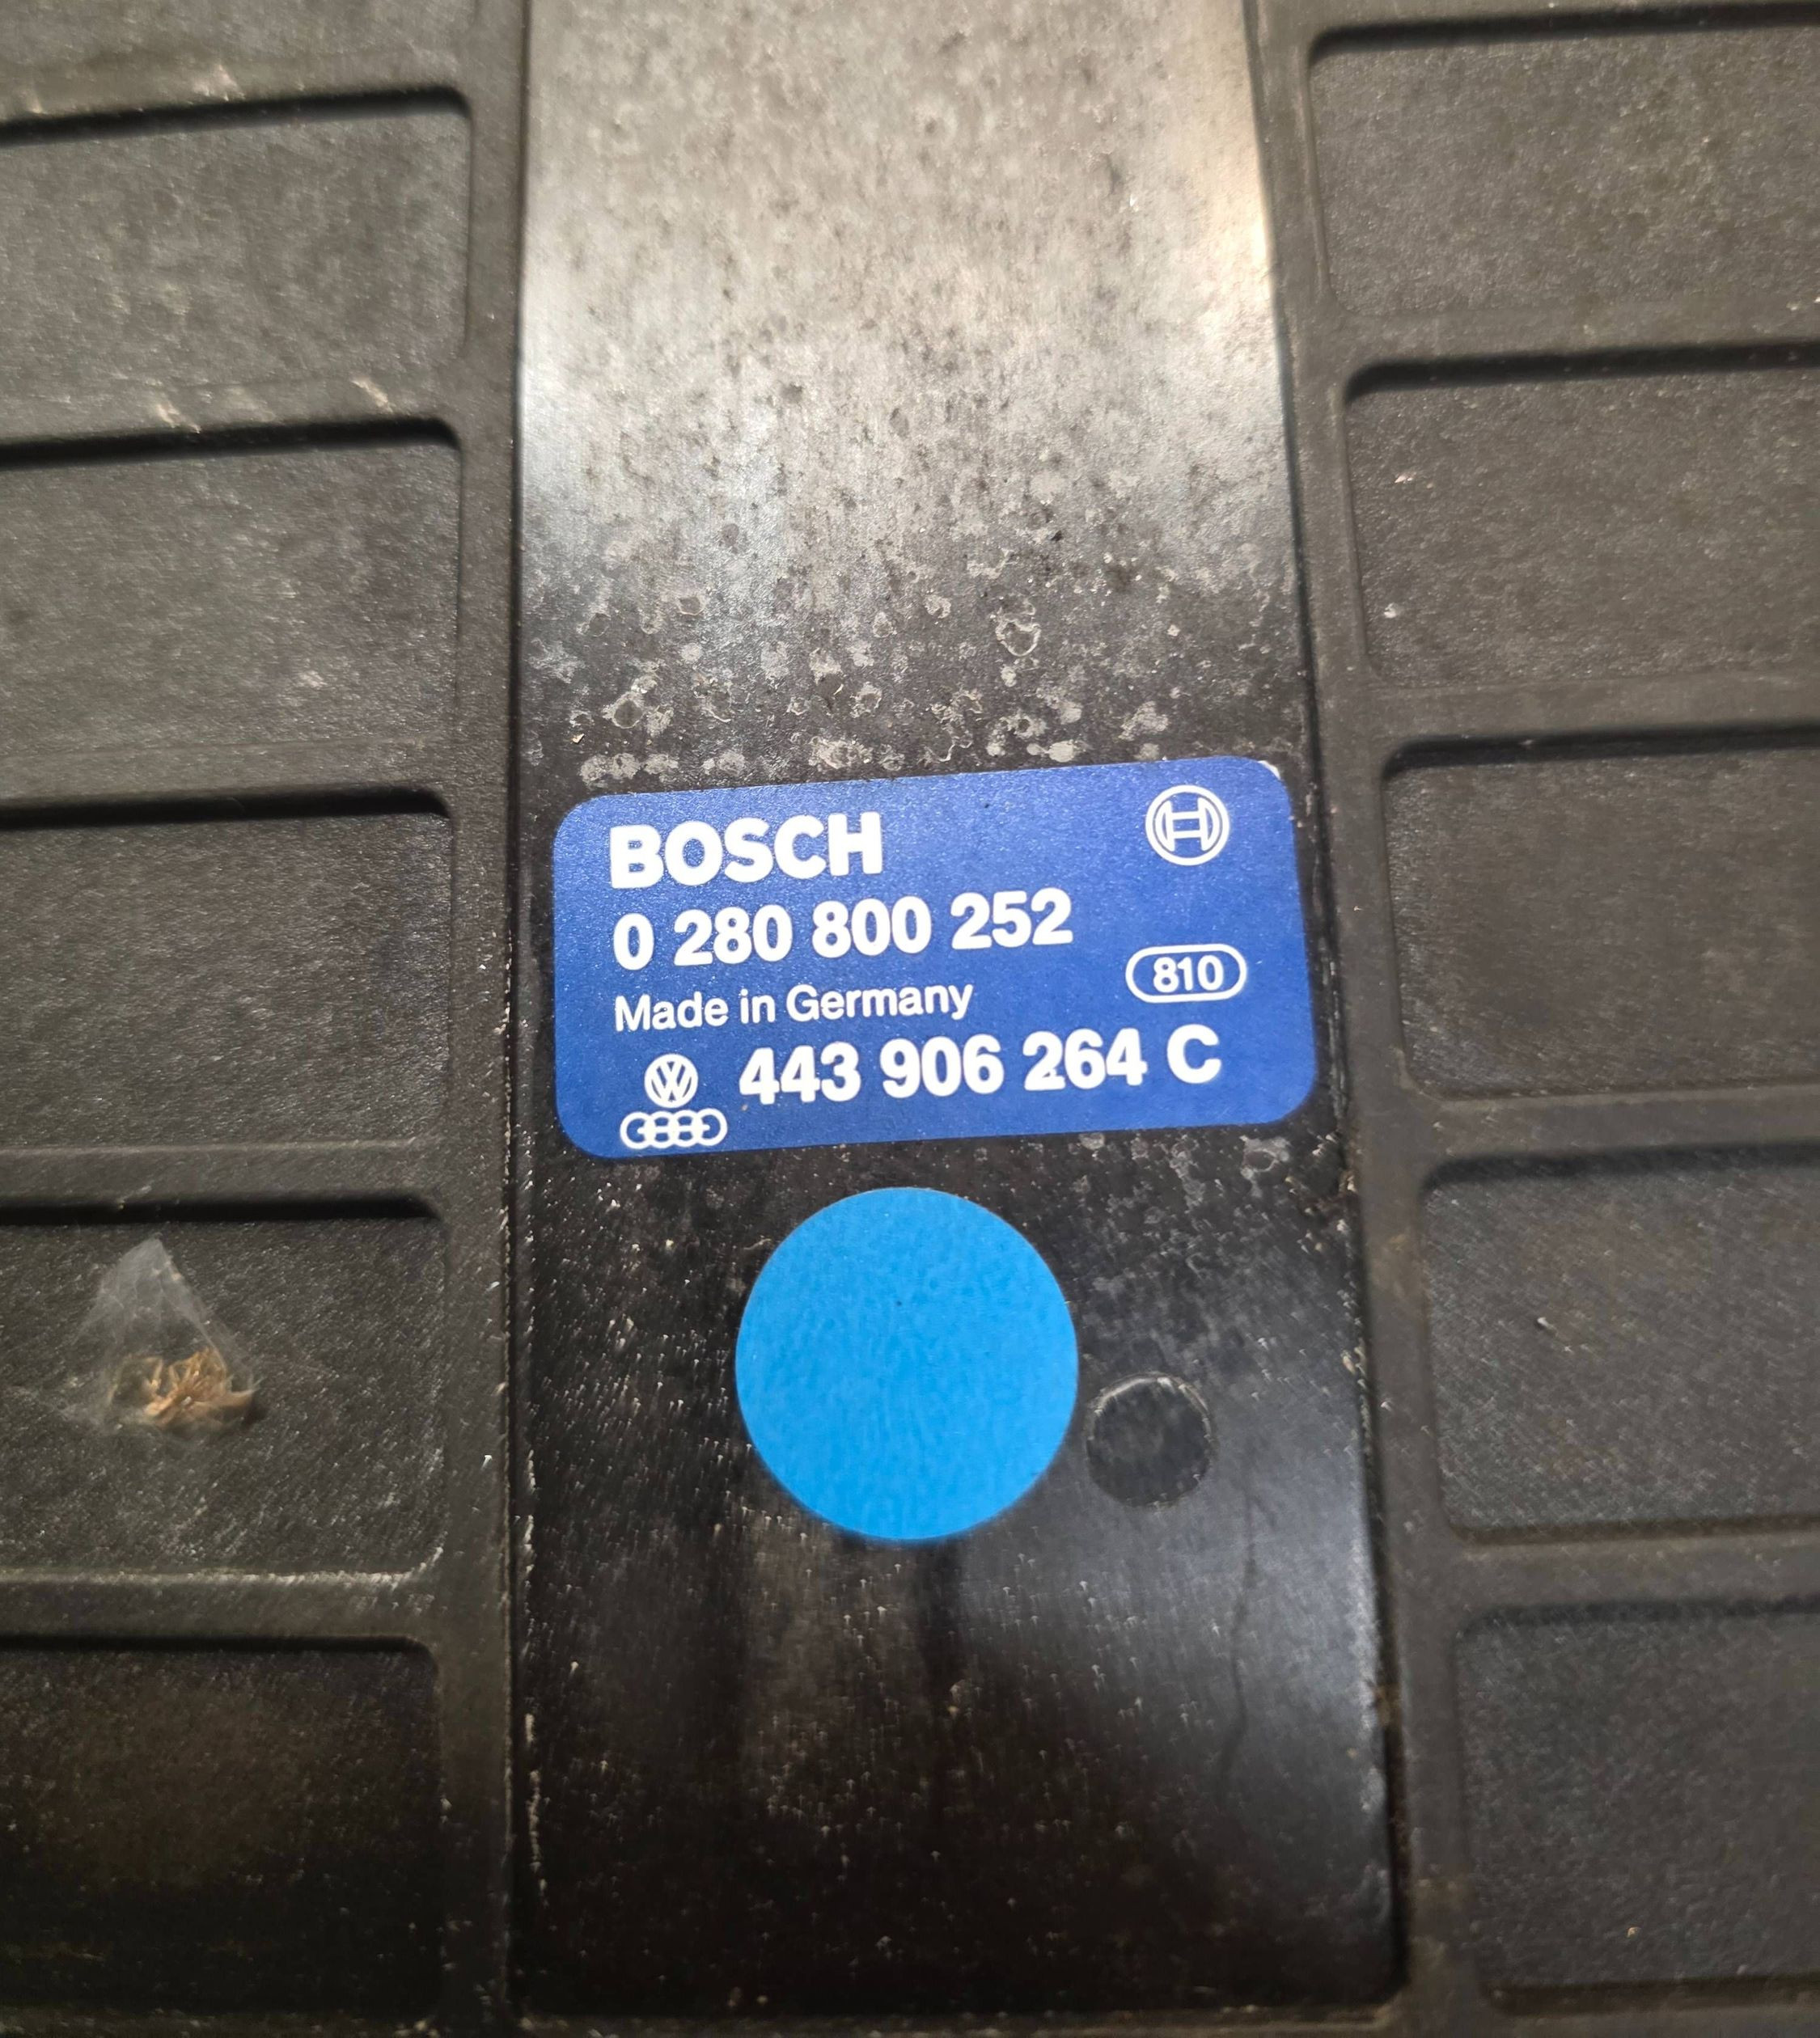 BOSCH
0 280 800 252
810
Made in Germany
443 906 264 C